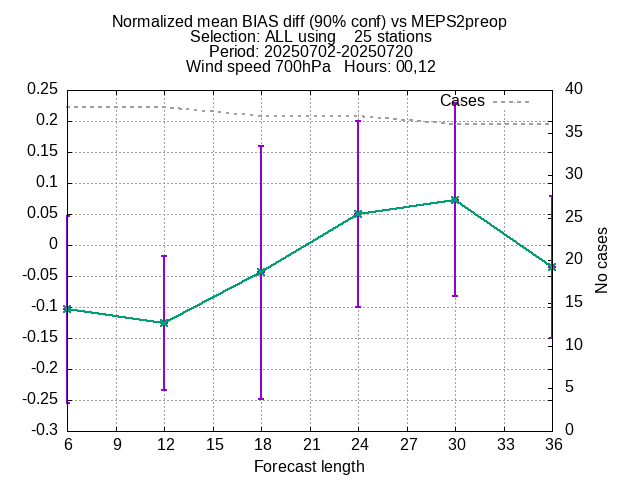 Normalized mean BIAS diff (90% conf) vs MEPS2preop
Selection: ALL using    25 stations
Period: 20250702-20250720
Wind speed 700hPa   Hours: 00,12
Cases
0.25
0.2
0.15
0.1
0.05
0
-0.05
-0.1
-0.15
-0.2
-0.25
-0.3
40
35
30
25
20
15
10
5
0
No cases
6 9 12 15 18 21 24 27 30 33 36
Forecast length